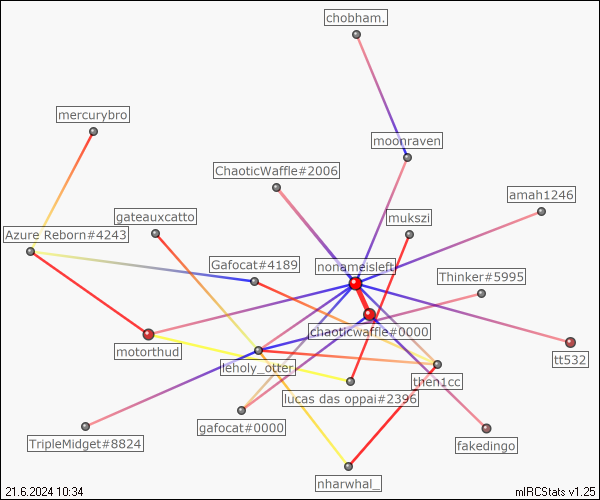 chobham.
mercurybro
moonraven
ChaoticWaffle#2006
amah1246
gateauxcatto
mukszi
Azure Reborn#4243
Gafocat#4189
nonameisleft
Thinker#5995
chaoticwaffle#0000
motorthud
tt532
leholy_otter
then1cc
lucas das oppai#2396
gafocat#0000
TripleMidget#8824
fakedingo
nharwhal_
21.6.2024 10:34
mIRCStats v1.25